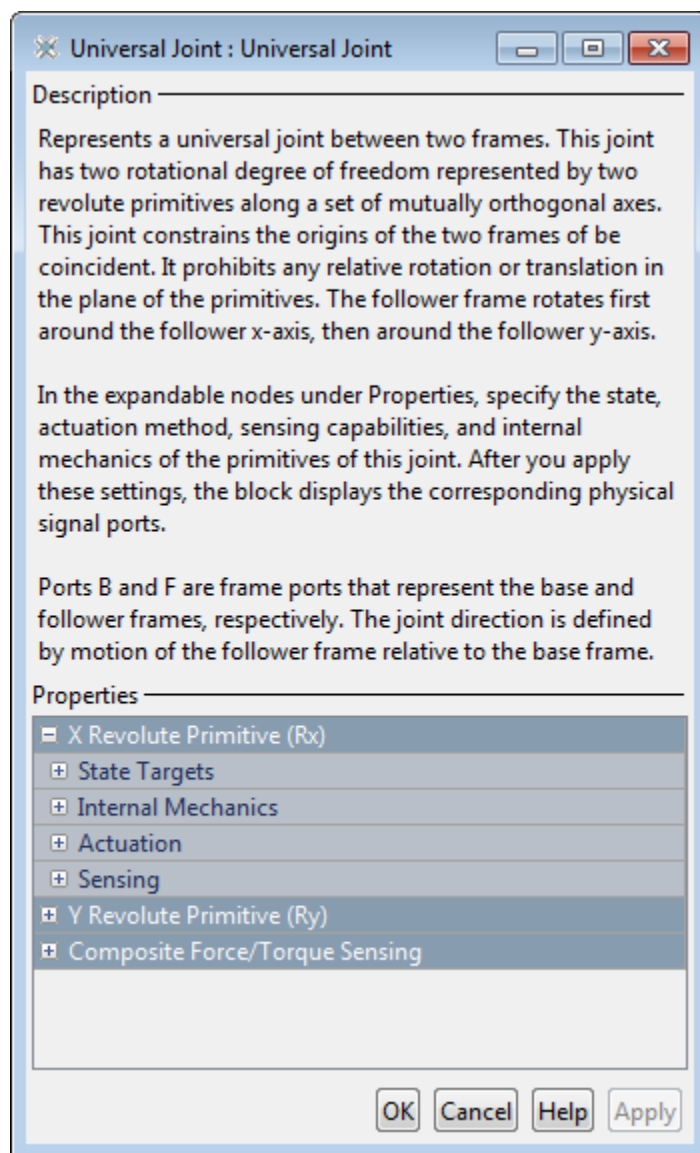 Universal Joint : Universal Joint
Description
Represents a universal joint between two frames. This joint
has two rotational degree of freedom represented by two
revolute primitives along a set of mutually orthogonal axes.
This joint constrains the origins of the two frames of be
coincident. It prohibits any relative rotation or translation in
the plane of the primitives. The follower frame rotates first
around the follower x-axis, then around the follower y-axis.
In the expandable nodes under Properties, specify the state,
actuation method, sensing capabilities, and internal
mechanics of the primitives of this joint. After you apply
these settings, the block displays the corresponding physical
signal ports.
Ports B and F are frame ports that represent the base and
follower frames, respectively. The joint direction is defined
by motion of the follower frame relative to the base frame.
Properties
X Revolute Primitive (Rx)
State Targets
Internal Mechanics
Actuation
Sensing
Y Revolute Primitive (Ry)
Composite Force/Torque Sensing
OK Cancel Help Apply